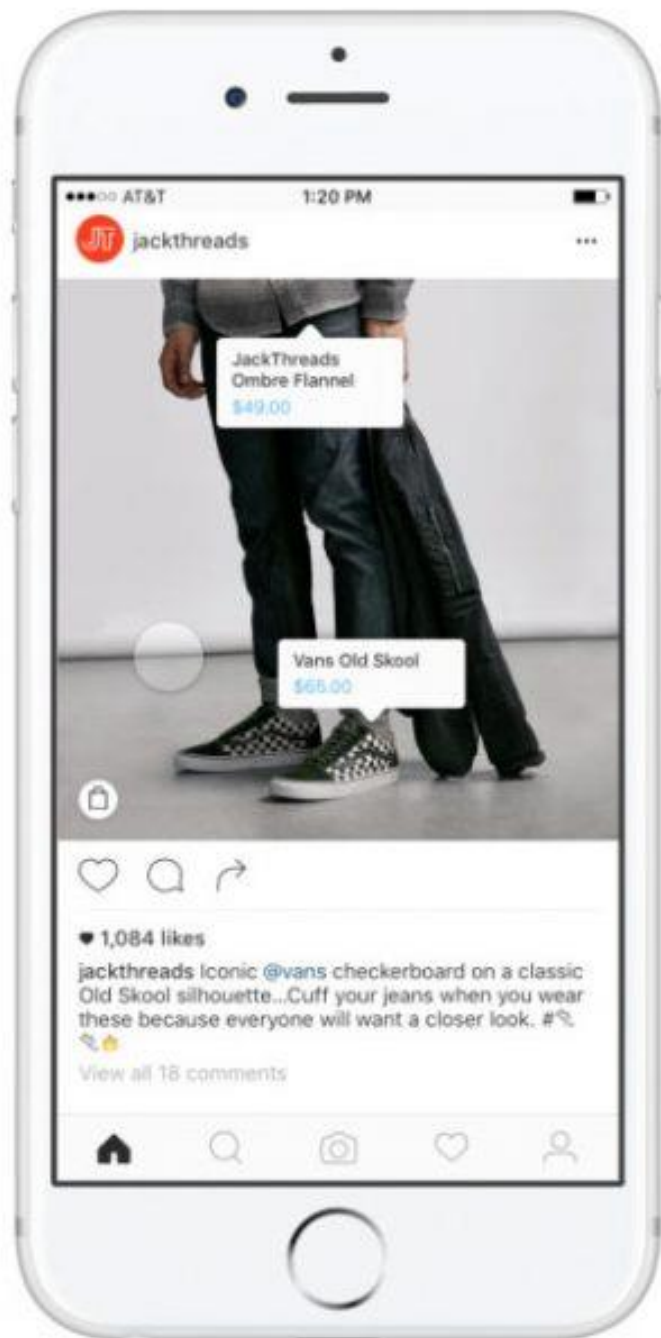 AT&T 1:20 PM
JT jackthreads
JackThreads
Ombre Flannel
$49.00
Vans Old Skool
$65.00
1,084 likes
jackthreads Iconic @vans checkerboard on a classic
Old Skool silhouette...Cuff your jeans when you wear
these because everyone will want a closer look. #
View all 18 comments